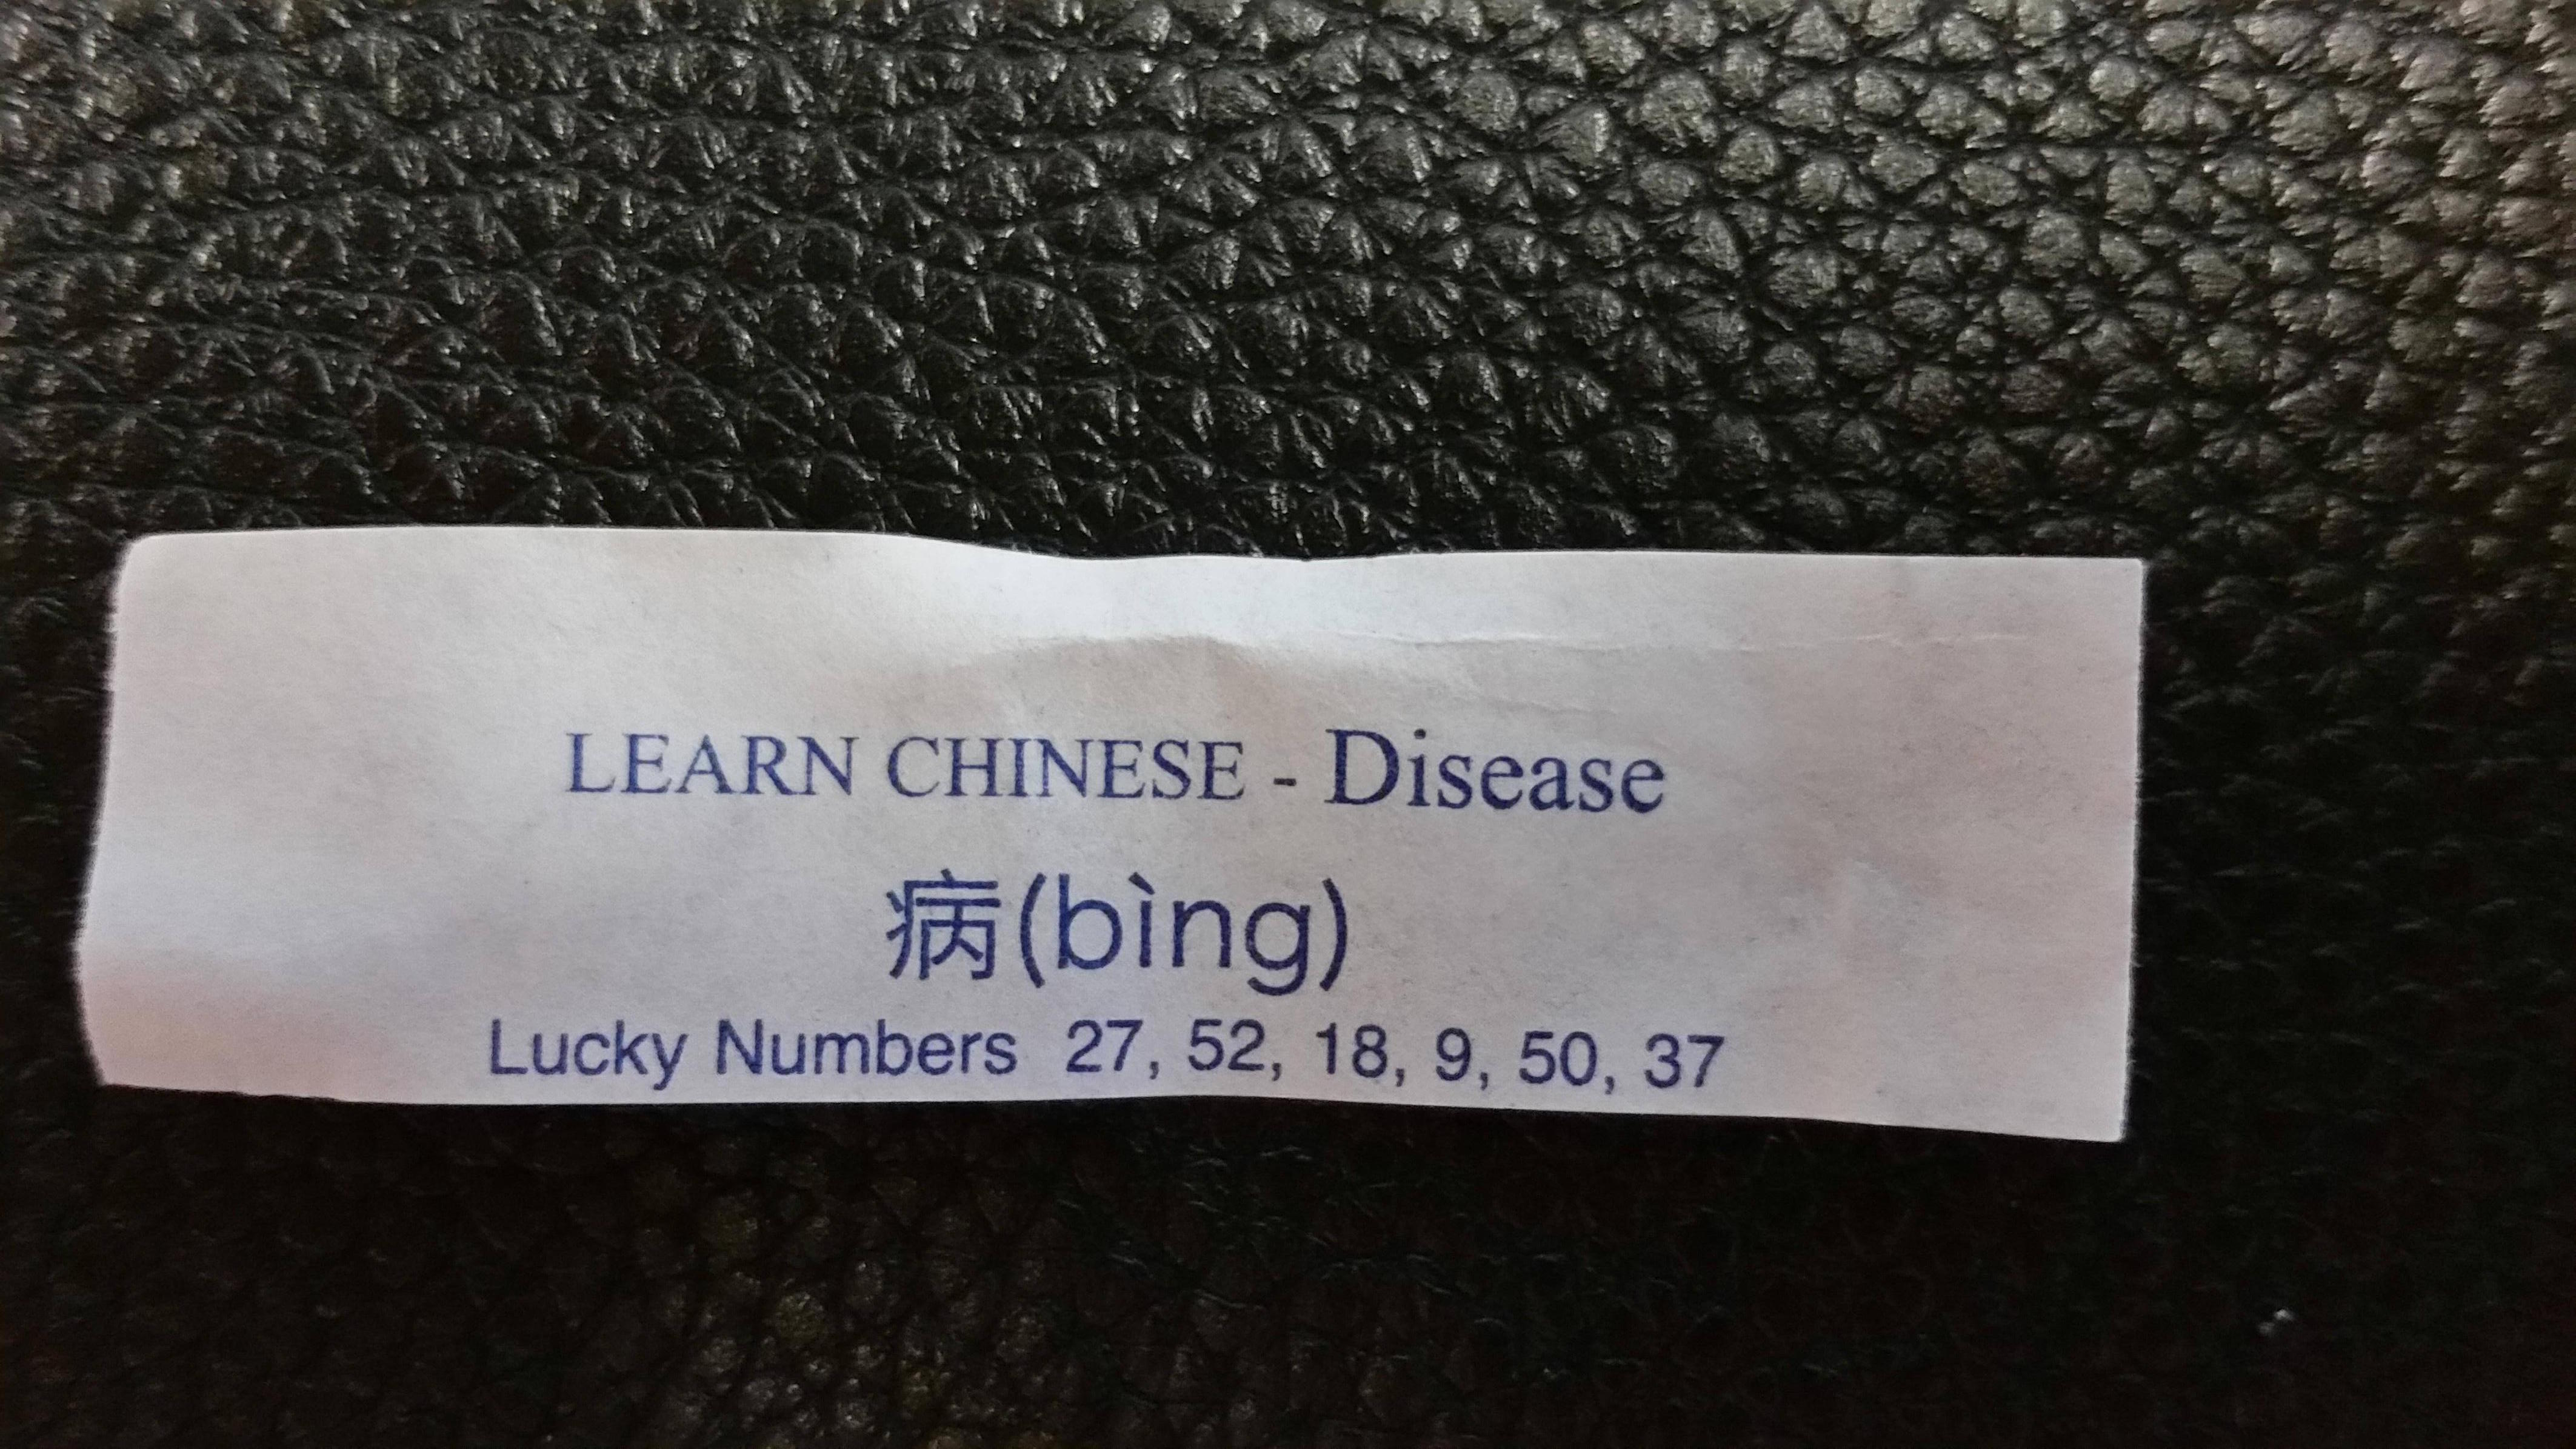 LEARN CHINESE - Disease
病(bìng)
Lucky Numbers 27, 52, 18, 9, 50, 37